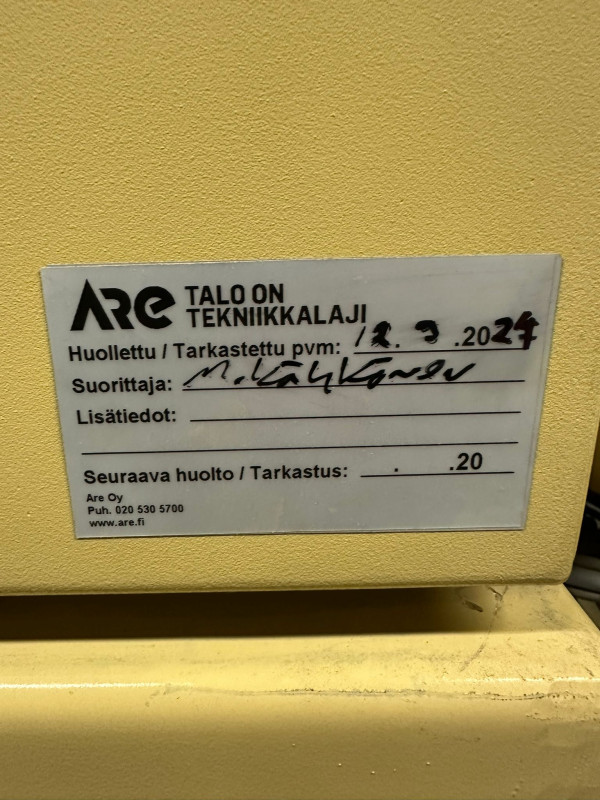 Are TALO ON
TEKNIIKKALAJI
Huollettu / Tarkastettu pvm: 12. 3 .2024
Suorittaja: M.
Lisätiedot:
Seuraava huolto / Tarkastus: . .20
Are Oy
Puh. 020 530 5700
www.are.fi